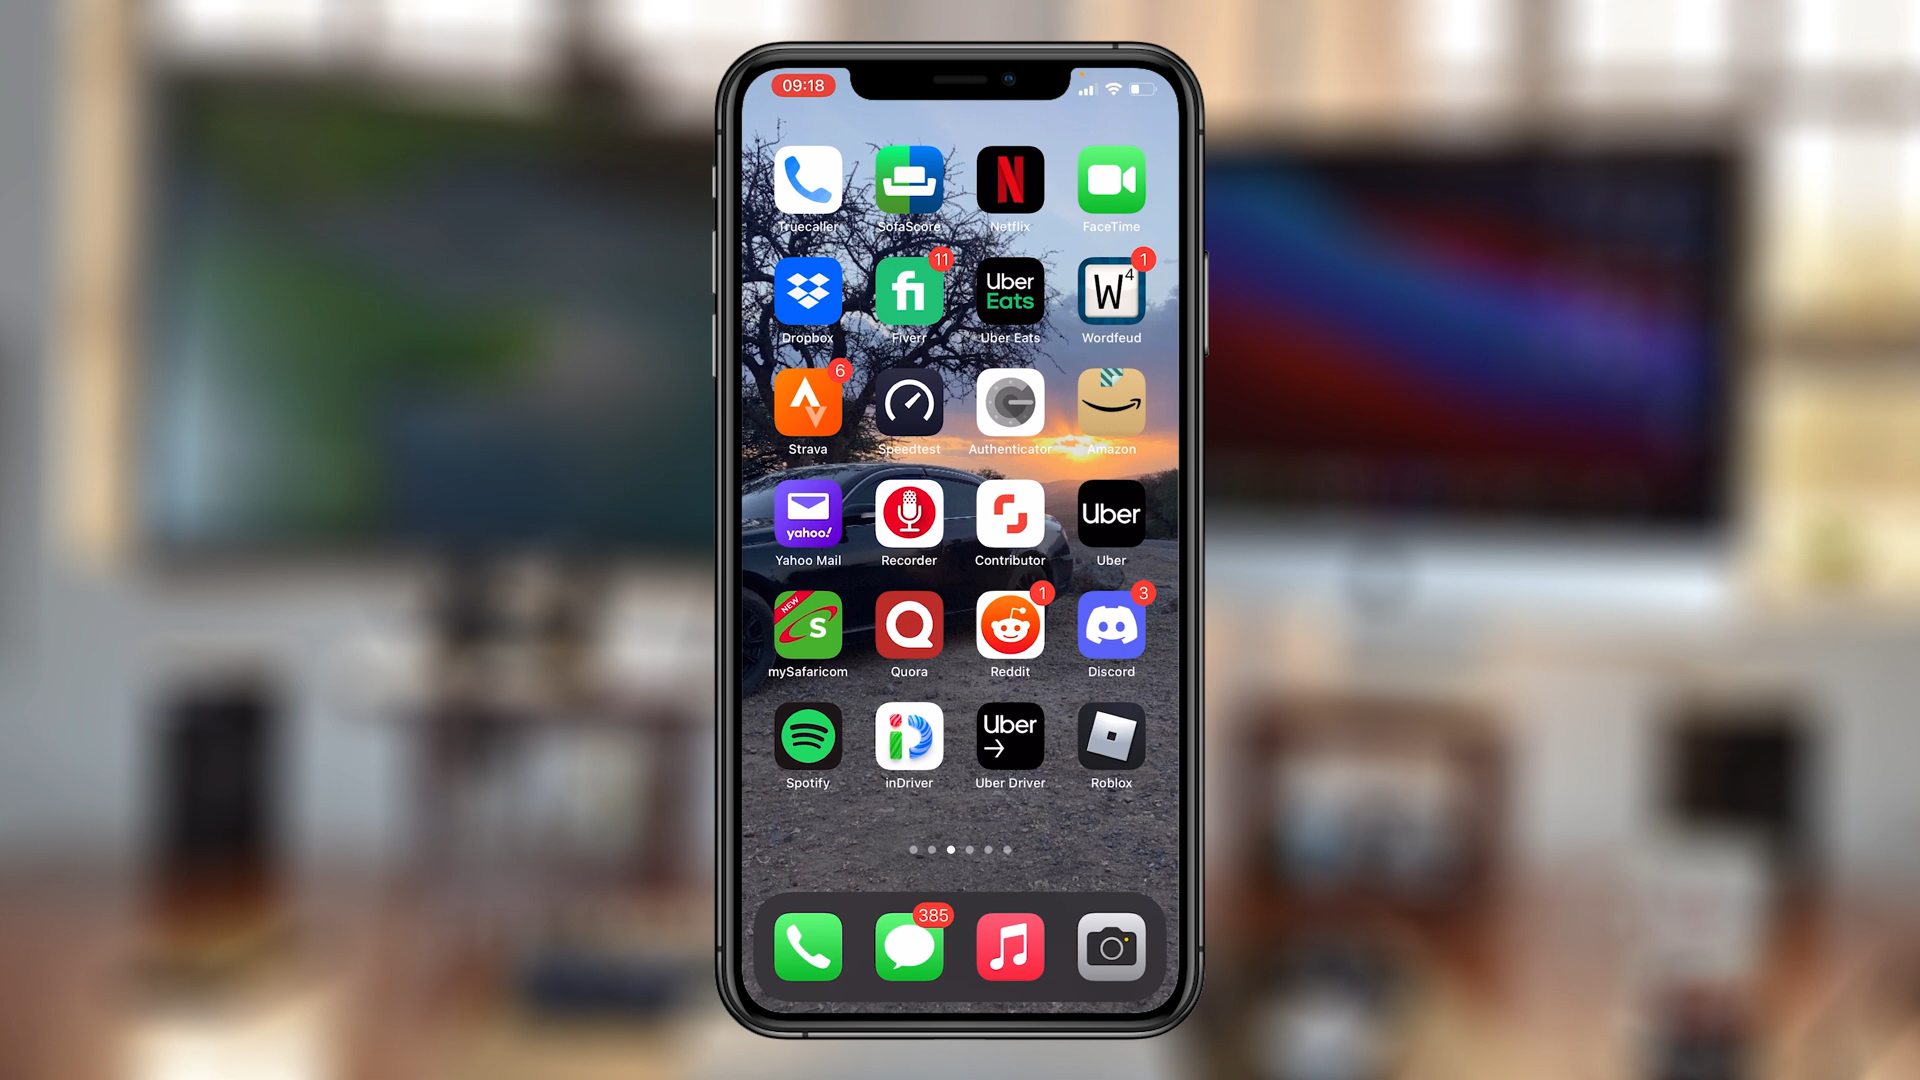 09:18
Truecaller SofaScore Netflix FaceTime
11 Uber Eats W4 1
Dropbox Fiverr Uber Eats Wordfeud
6
Strava Speedtest Authenticator Amazon
yahoo! Uber
Yahoo Mail Recorder Contributor Uber
NEW S 1 3
mySafaricom Quora Reddit Discord
Uber
Spotify inDriver Uber Driver Roblox
385